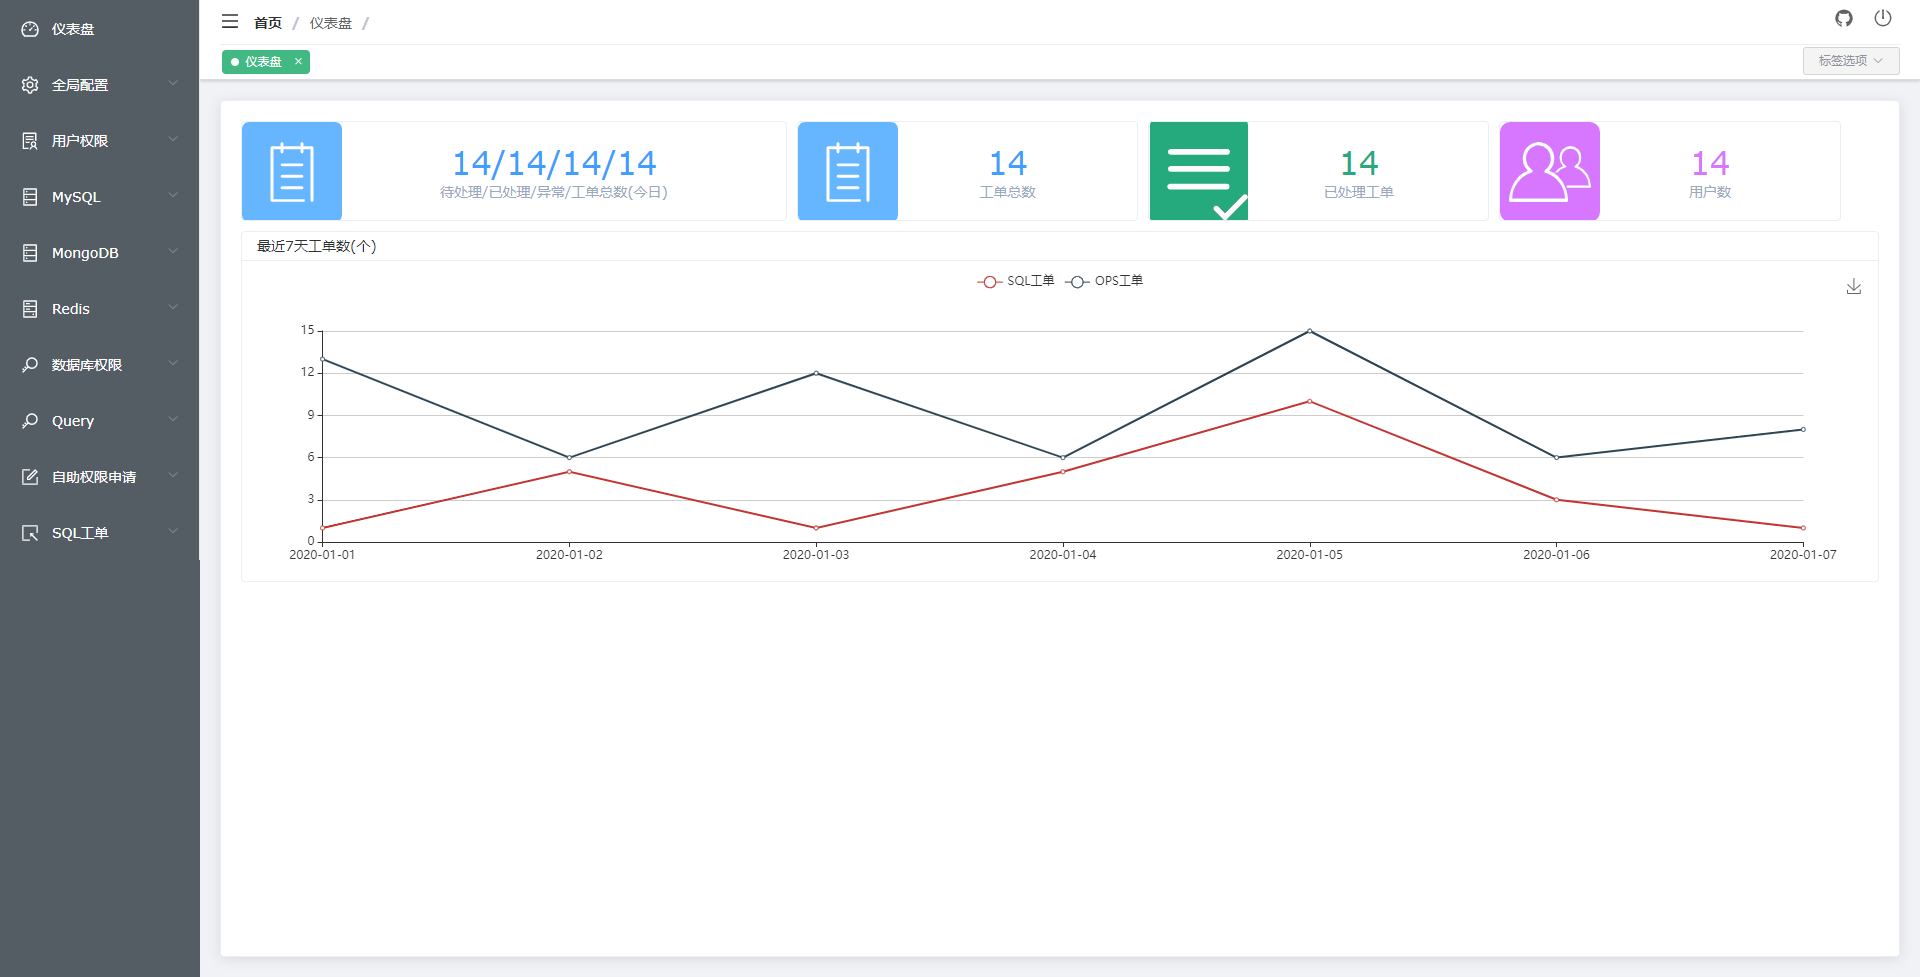 仪表盘
全局配置
用户权限
MySQL
MongoDB
Redis
数据库权限
Query
自助权限申请
SQL工单
首页 / 仪表盘 /
仪表盘 ×
标签选项
14/14/14/14
待处理/已处理/异常/工单总数(今日)
14
工单总数
14
已处理工单
14
用户数
最近7天工单数(个)
SQL工单 OPS工单
15
12
9
6
3
0
2020-01-01 2020-01-02 2020-01-03 2020-01-04 2020-01-05 2020-01-06 2020-01-07